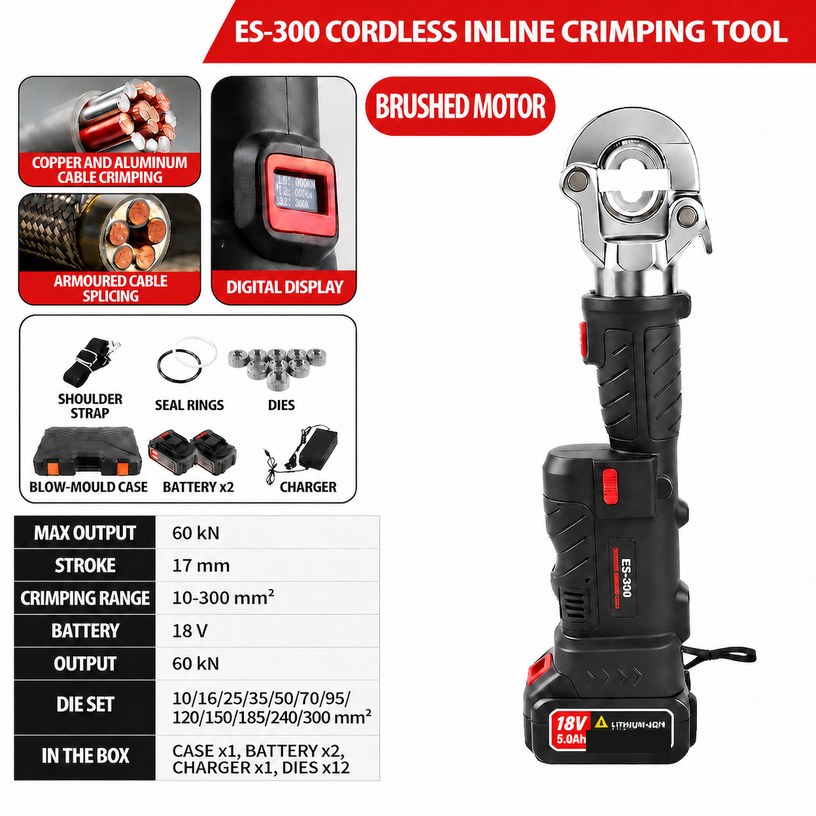 ES-300 CORDLESS INLINE CRIMPING TOOL
BRUSHED MOTOR
COPPER AND ALUMINUM
CABLE CRIMPING
ARMOURED CABLE
SPLICING
DIGITAL DISPLAY
SHOULDER
STRAP
SEAL RINGS
DIES
BLOW-MOULD CASE
BATTERY x2
CHARGER
MAX OUTPUT 60 kN
STROKE 17 mm
CRIMPING RANGE 10-300 mm²
BATTERY 18 V
OUTPUT 60 kN
DIE SET 10/16/25/35/50/70/95/
120/150/185/240/300 mm²
IN THE BOX CASE x1, BATTERY x2,
CHARGER x1, DIES x12
ES-300
18V
5.0Ah
LITHIUM-ION